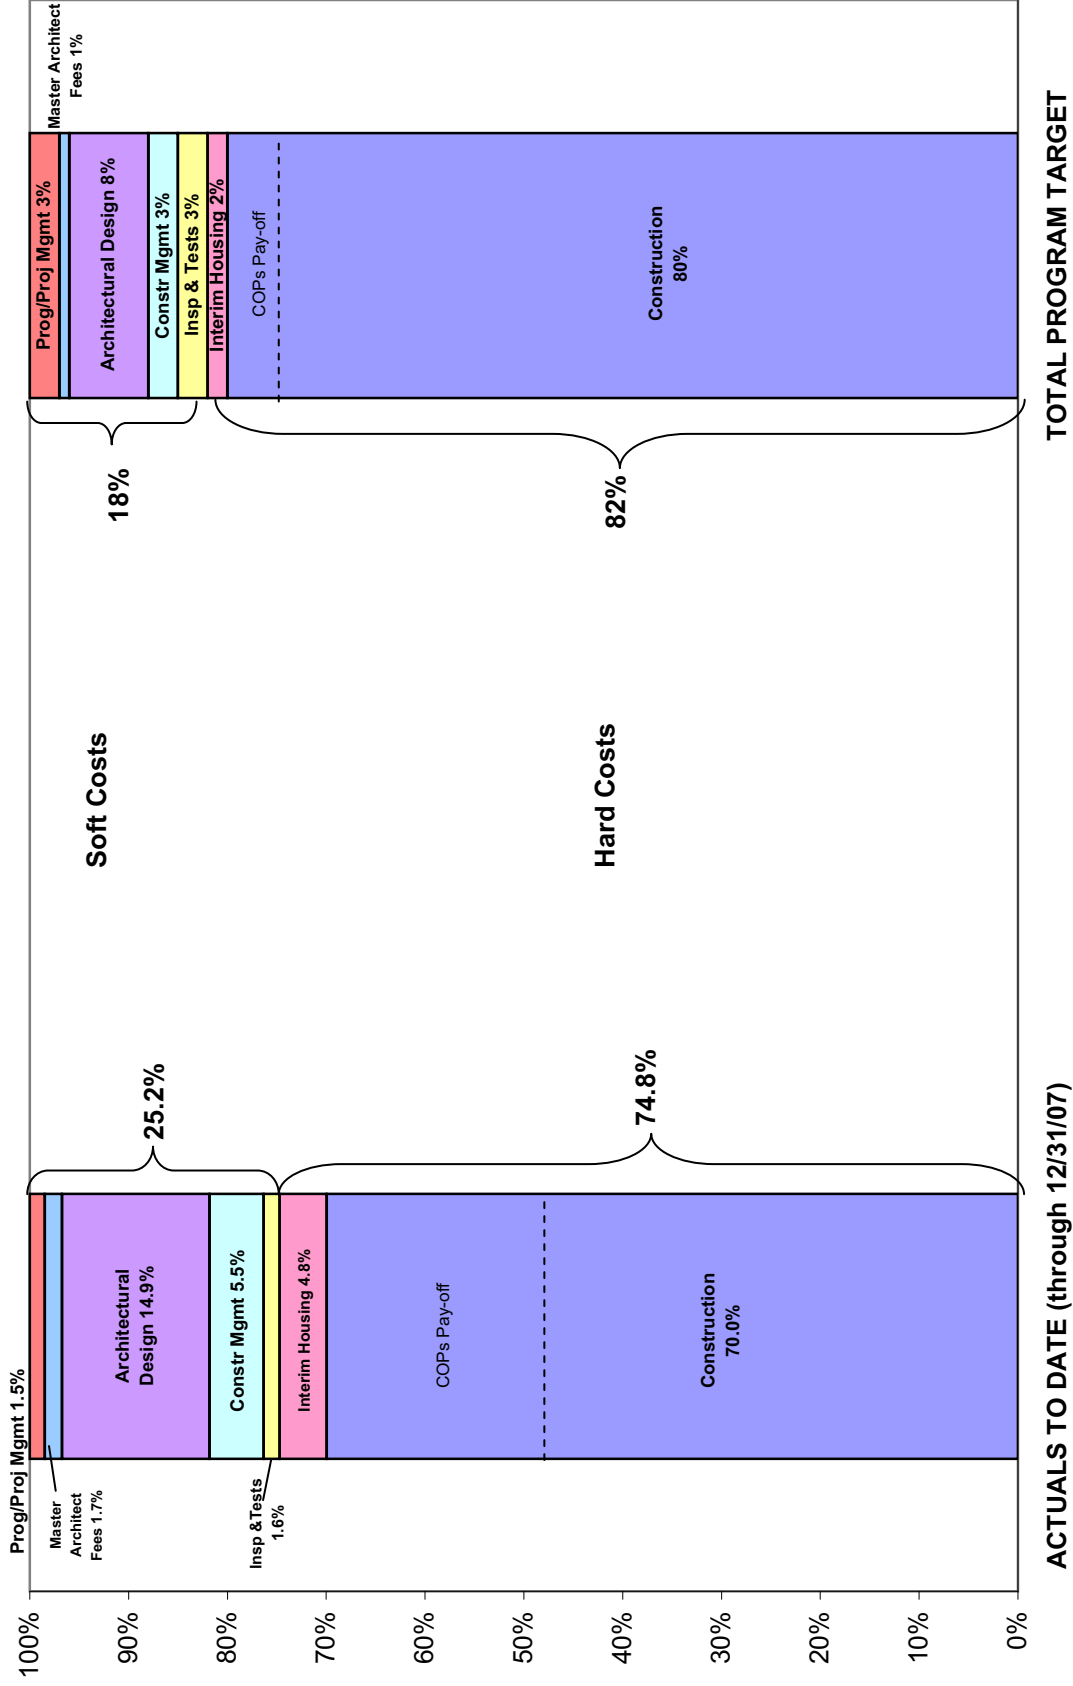 100%
90%
80%
70%
60%
50%
40%
30%
20%
10%
0%
Prog/Proj Mgmt 1.5%
Master
Architect
Fees 1.7%
Architectural
Design 14.9%
Constr Mgmt 5.5%
Insp &Tests
1.6%
Interim Housing 4.8%
COPs Pay-off
Construction
70.0%
25.2%
74.8%
Soft Costs
Hard Costs
18%
82%
Prog/Proj Mgmt 3%
Master Architect
Fees 1%
Architectural Design 8%
Constr Mgmt 3%
Insp & Tests 3%
Interim Housing 2%
COPs Pay-off
Construction
80%
ACTUALS TO DATE (through 12/31/07)
TOTAL PROGRAM TARGET